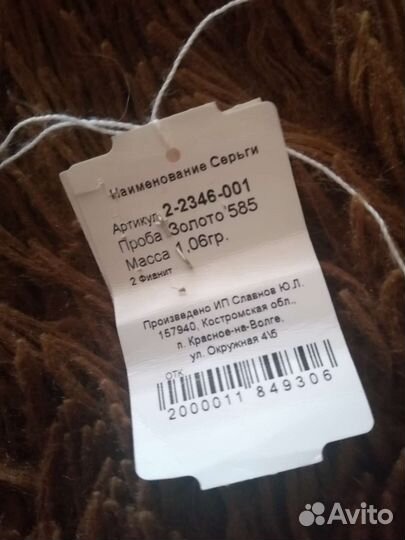 Наименование Серьги
Артикул 2-2346-001
Проба Золото 585
Масса 1,06гр.
2 Фианит
Произведено ИП Славнов Ю.Л.
157940, Костромская обл.,
п. Красное-на-Волге,
ул. Окружная 4\5
ОТК
2000011 849306
Avito